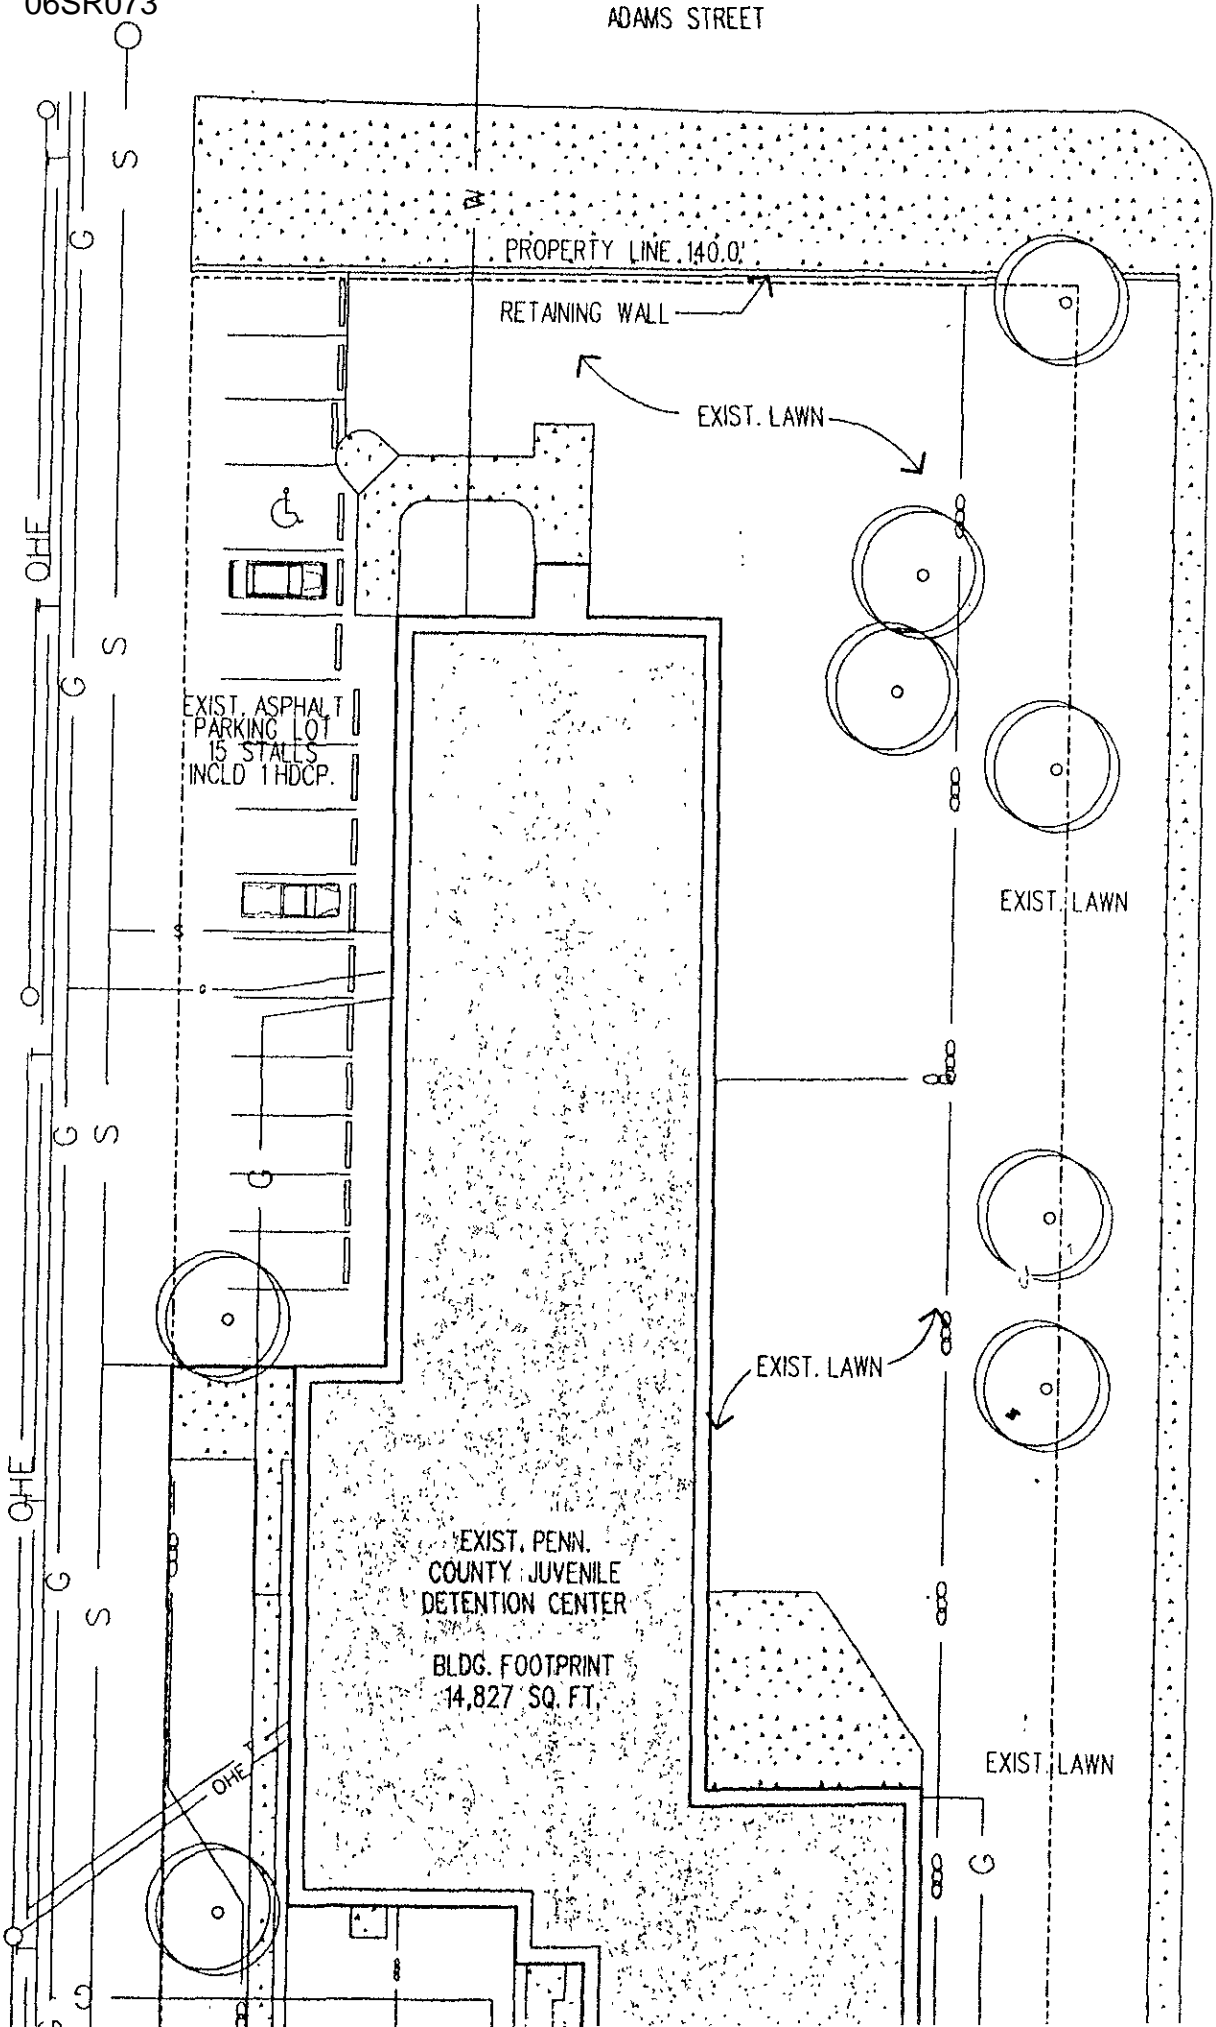 06SR073
ADAMS STREET
S
G
W
PROPERTY LINE 140.0'
RETAINING WALL
EXIST. LAWN
OHE
S
G
EXIST. ASPHALT
PARKING LOT
15 STALLS
INCLD 1 HDCP.
EXIST. LAWN
S
G
S
G
EXIST. LAWN
OHE
EXIST. PENN.
COUNTY JUVENILE
DETENTION CENTER
BLDG. FOOTPRINT
14,827 SQ. FT.
G
S
EXIST. LAWN
OHE
G
G